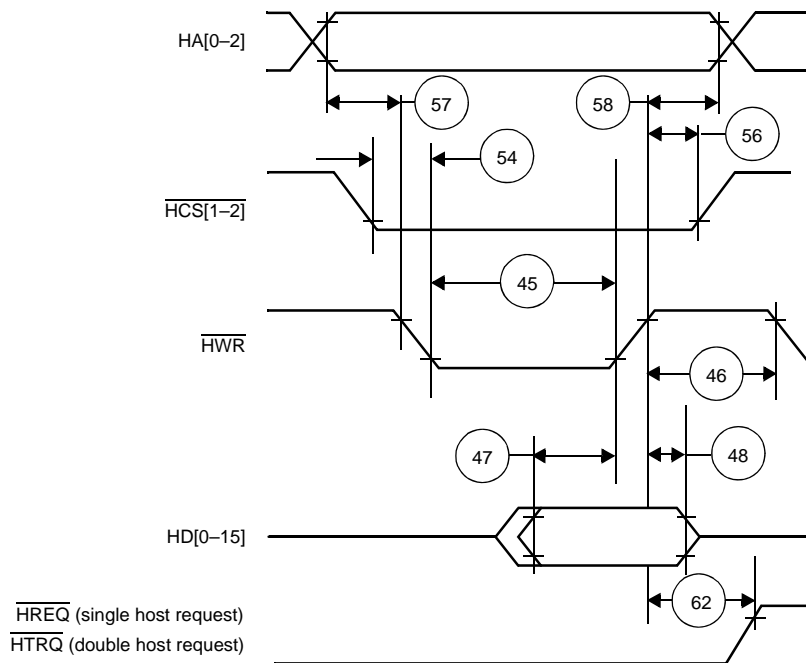 HA[0–2]
57
58
56
54
HCS[1–2]
45
HWR
46
47
48
HD[0–15]
62
HREQ (single host request)
HTRQ (double host request)